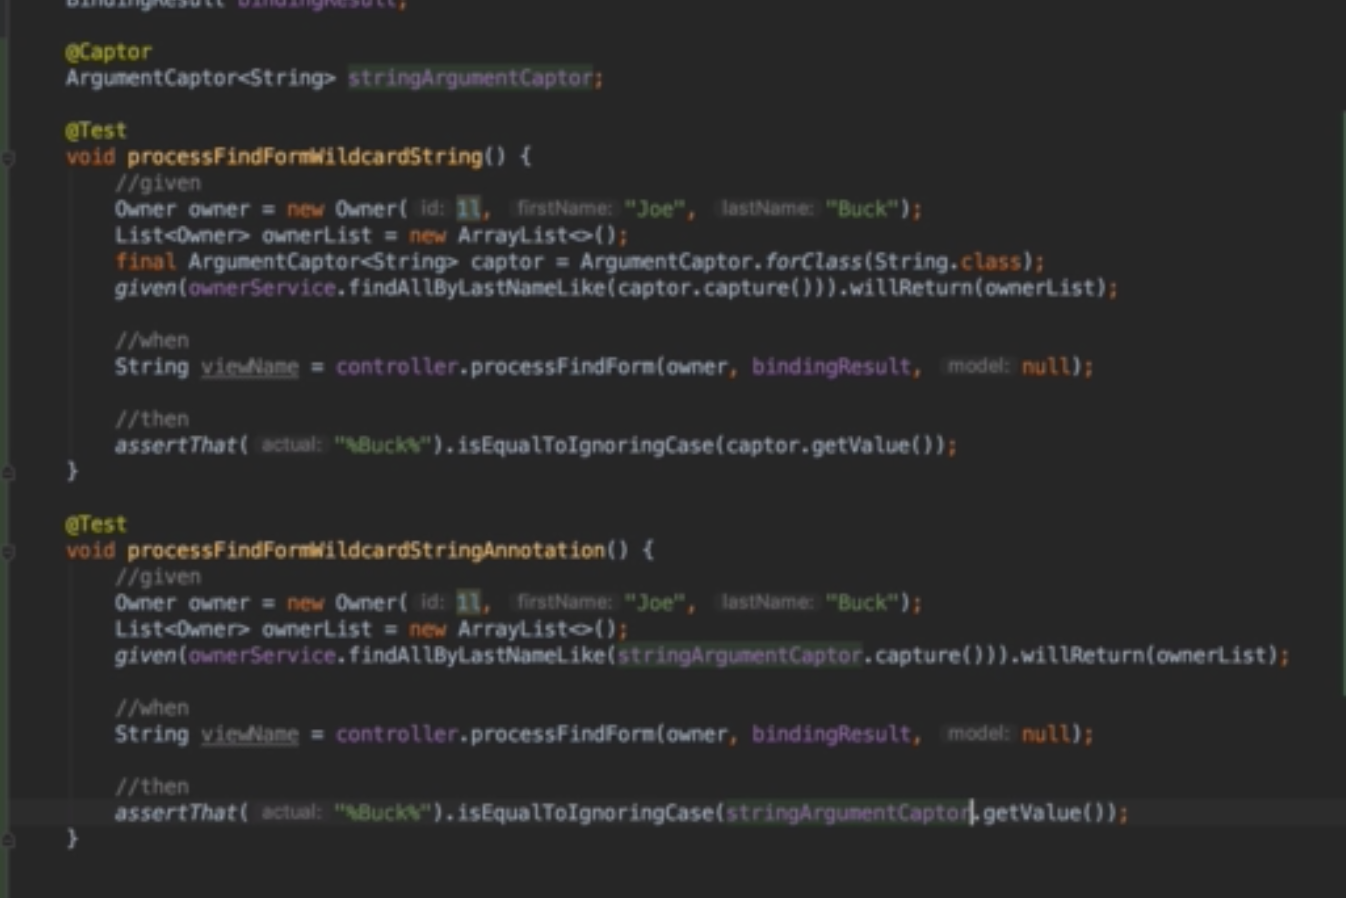 BindingResult bindingResult;
@Captor
ArgumentCaptor<String> stringArgumentCaptor;
@Test
void processFindFormWildcardString() {
//given
Owner owner = new Owner( id: 1l, firstName: "Joe", lastName: "Buck");
List<Owner> ownerList = new ArrayList<>();
final ArgumentCaptor<String> captor = ArgumentCaptor.forClass(String.class);
given(ownerService.findAllByLastNameLike(captor.capture())).willReturn(ownerList);
//when
String viewName = controller.processFindForm(owner, bindingResult, model: null);
//then
assertThat( actual: "%Buck%").isEqualToIgnoringCase(captor.getValue());
}
@Test
void processFindFormWildcardStringAnnotation() {
//given
Owner owner = new Owner( id: 1l, firstName: "Joe", lastName: "Buck");
List<Owner> ownerList = new ArrayList<>();
given(ownerService.findAllByLastNameLike(stringArgumentCaptor.capture())).willReturn(ownerList);
//when
String viewName = controller.processFindForm(owner, bindingResult, model: null);
//then
assertThat( actual: "%Buck%").isEqualToIgnoringCase(stringArgumentCaptor.getValue());
}